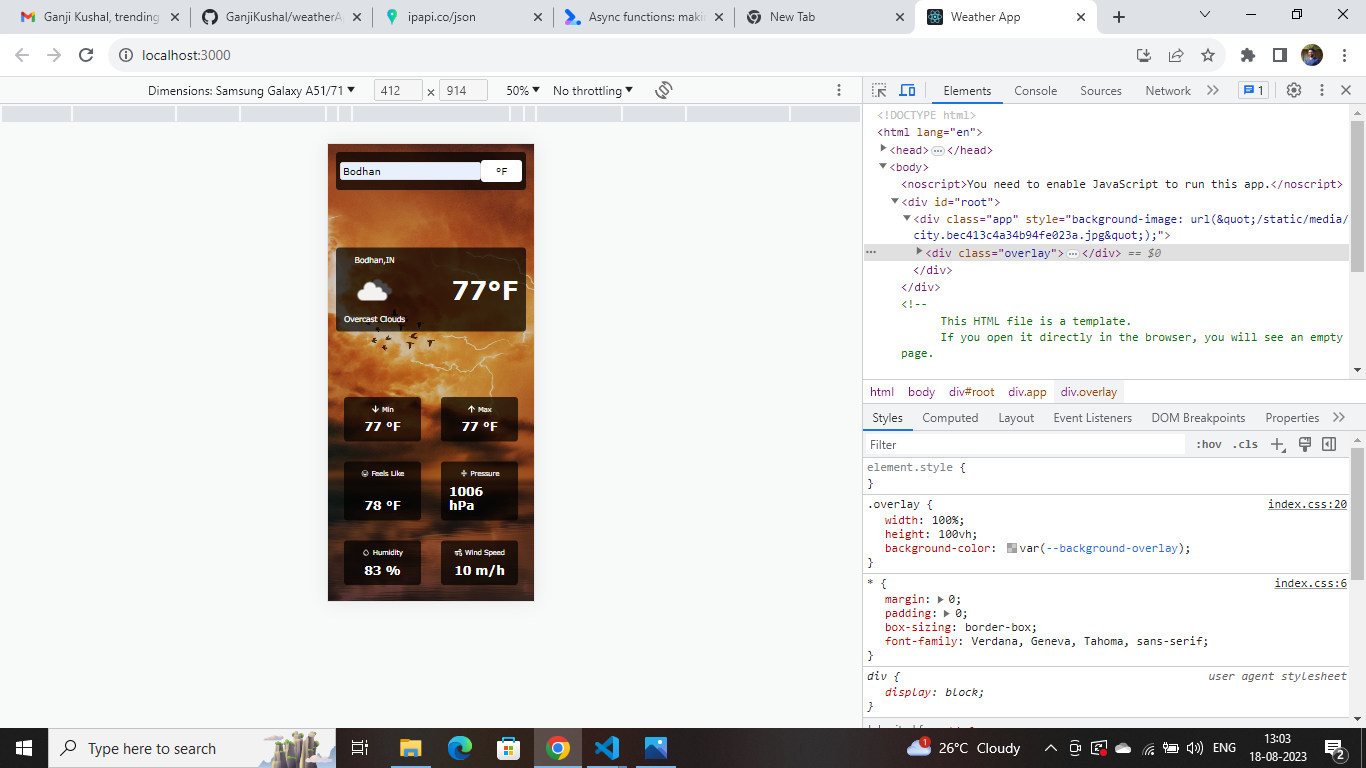 Ganji Kushal, trending
GanjiKushal/weatherA
ipapi.co/json
Async functions: maki
New Tab
Weather App
localhost:3000
Dimensions: Samsung Galaxy A51/71
412 × 914
50%
No throttling
Elements
Console
Sources
Network
1
Bodhan
°F
Bodhan,IN
77°F
Overcast Clouds
Min
77 °F
Max
77 °F
Feels Like
78 °F
Pressure
1006
hPa
Humidity
83 %
Wind Speed
10 m/h
<!DOCTYPE html>
<html lang="en">
<head>…</head>
<body>
<noscript>You need to enable JavaScript to run this app.</noscript>
<div id="root">
<div class="app" style="background-image: url(&quot;/static/media/
city.bec413c4a34b94fe023a.jpg&quot;);">
<div class="overlay">…</div> == $0
</div>
</div>
<!--
This HTML file is a template.
If you open it directly in the browser, you will see an empty
page.
html body div#root div.app div.overlay
Styles Computed Layout Event Listeners DOM Breakpoints Properties
Filter
:hov .cls
element.style {
}
.overlay { index.css:20
width: 100%;
height: 100vh;
background-color: var(--background-overlay);
}
* { index.css:6
margin: 0;
padding: 0;
box-sizing: border-box;
font-family: Verdana, Geneva, Tahoma, sans-serif;
}
div { user agent stylesheet
display: block;
}
Type here to search
1
26°C Cloudy
ENG
13:03
18-08-2023
2